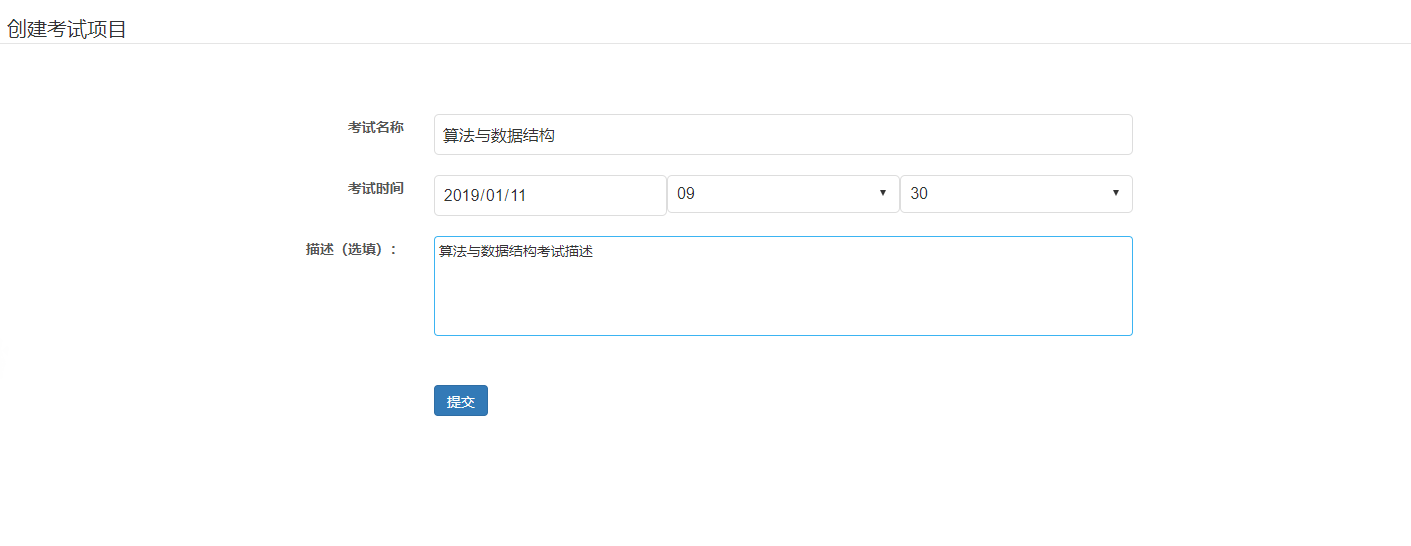 创建考试项目
考试名称 算法与数据结构
考试时间 2019/01/11 09 30
描述（选填）： 算法与数据结构考试描述
提交